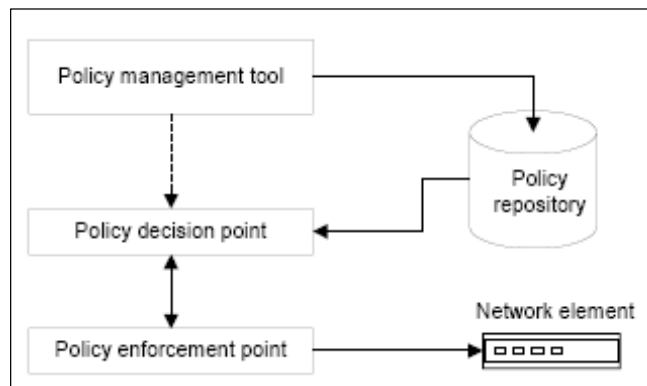 Policy management tool
Policy
repository
Policy decision point
Network element
Policy enforcement point